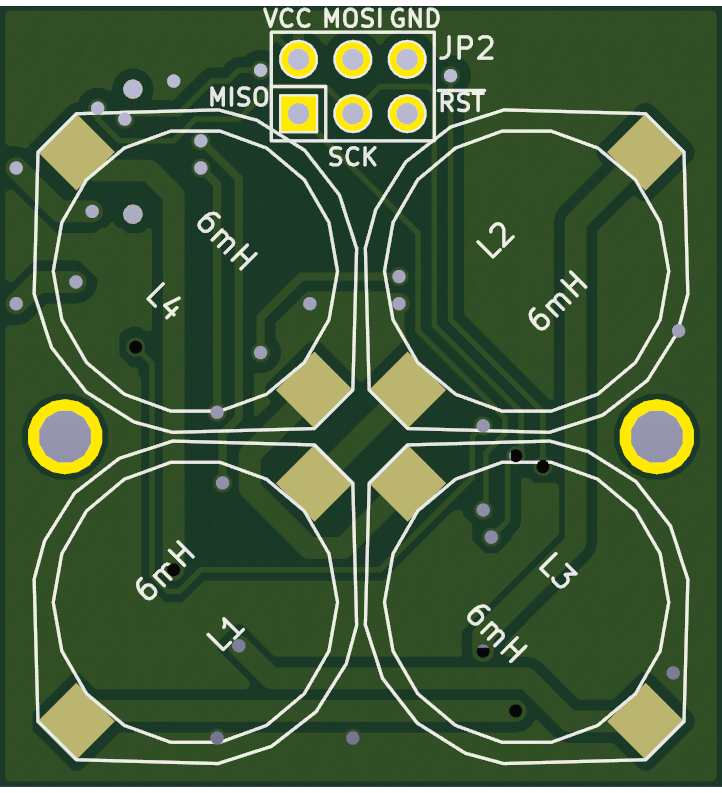 VCC MOSI GND
JP2
MISO
RST
SCK
6mH
L2
L4
6mH
6mH
L3
L1
6mH